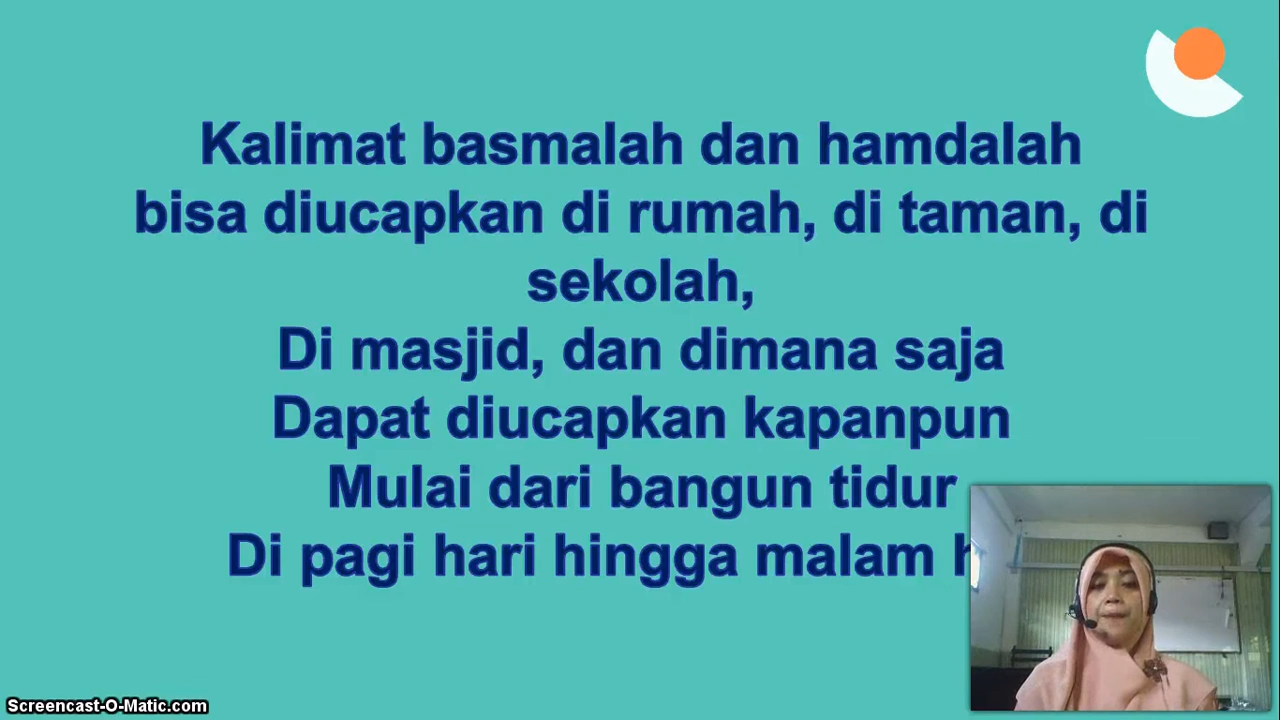 Kalimat basmalah dan hamdalah
bisa diucapkan di rumah, di taman, di
sekolah,
Di masjid, dan dimana saja
Dapat diucapkan kapanpun
Mulai dari bangun tidur
Di pagi hari hingga malam
Screencast-O-Matic.com